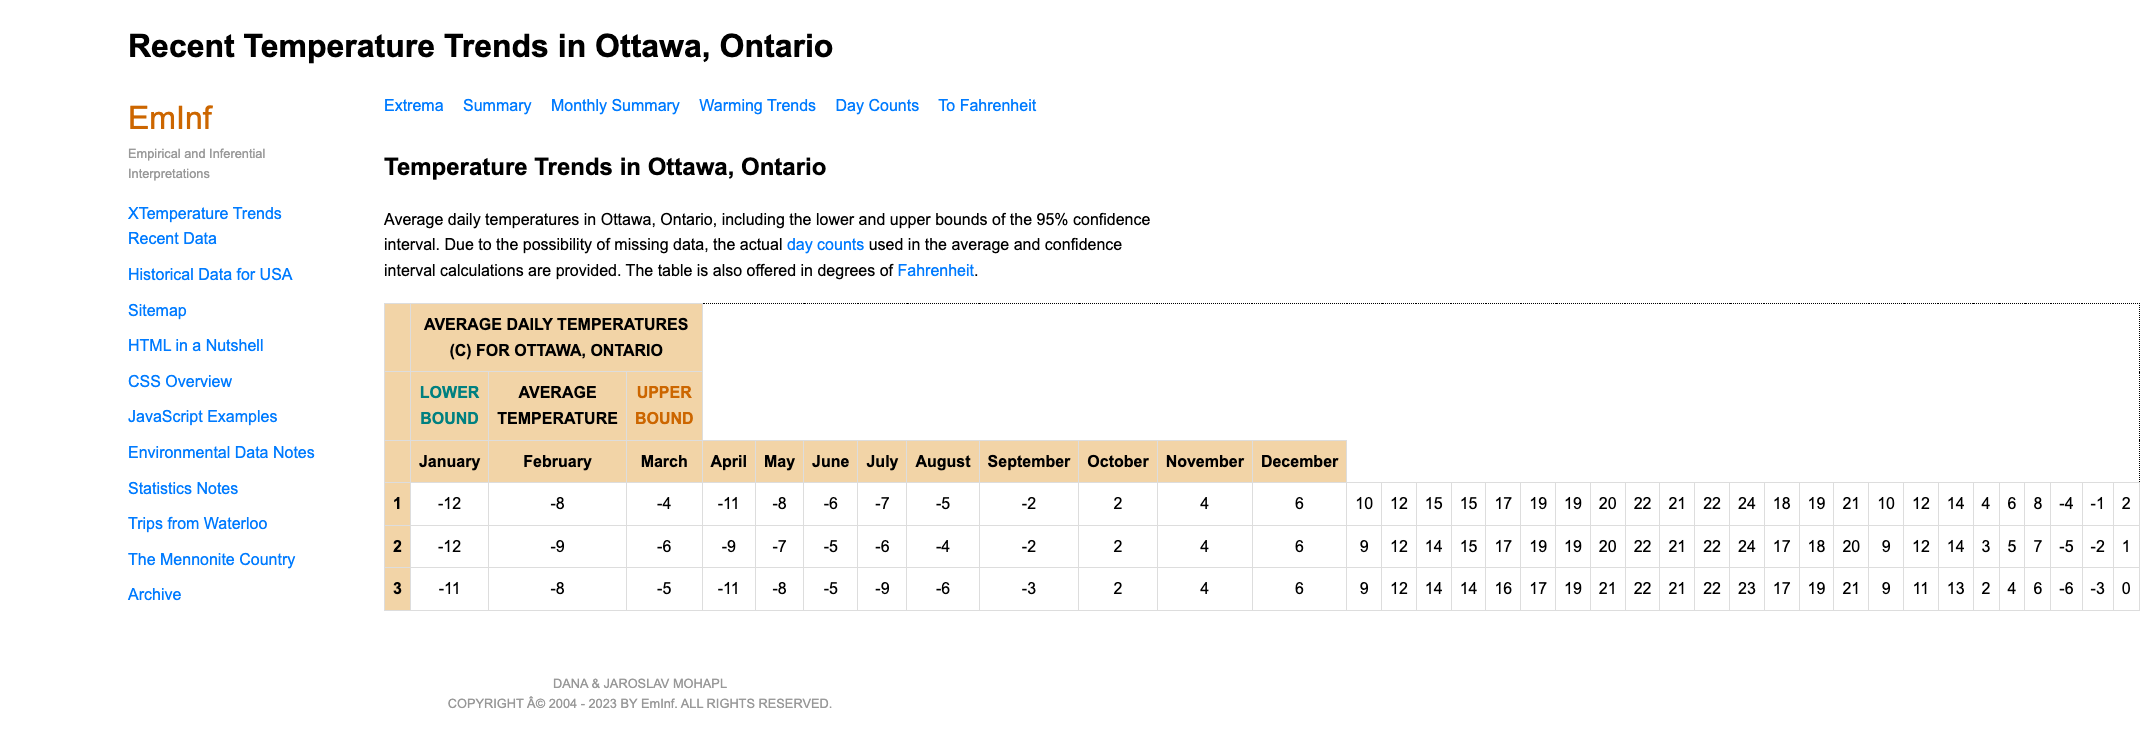 Recent Temperature Trends in Ottawa, Ontario
EmInf
Empirical and Inferential
Interpretations
XTemperature Trends
Recent Data
Historical Data for USA
Sitemap
HTML in a Nutshell
CSS Overview
JavaScript Examples
Environmental Data Notes
Statistics Notes
Trips from Waterloo
The Mennonite Country
Archive
Extrema Summary Monthly Summary Warming Trends Day Counts To Fahrenheit
Temperature Trends in Ottawa, Ontario
Average daily temperatures in Ottawa, Ontario, including the lower and upper bounds of the 95% confidence
interval. Due to the possibility of missing data, the actual day counts used in the average and confidence
interval calculations are provided. The table is also offered in degrees of Fahrenheit.
AVERAGE DAILY TEMPERATURES
(C) FOR OTTAWA, ONTARIO
LOWER BOUND AVERAGE TEMPERATURE UPPER BOUND
January February March April May June July August September October November December
1 -12 -8 -4 -11 -8 -6 -7 -5 -2 2 4 6 10 12 15 15 17 19 19 20 22 21 22 24 18 19 21 10 12 14 4 6 8 -4 -1 2
2 -12 -9 -6 -9 -7 -5 -6 -4 -2 2 4 6 9 12 14 15 17 19 19 20 22 21 22 24 17 18 20 9 12 14 3 5 7 -5 -2 1
3 -11 -8 -5 -11 -8 -5 -9 -6 -3 2 4 6 9 12 14 14 16 17 19 21 22 21 22 23 17 19 21 9 11 13 2 4 6 -6 -3 0
DANA & JAROSLAV MOHAPL
COPYRIGHT Â© 2004 - 2023 BY EmInf. ALL RIGHTS RESERVED.